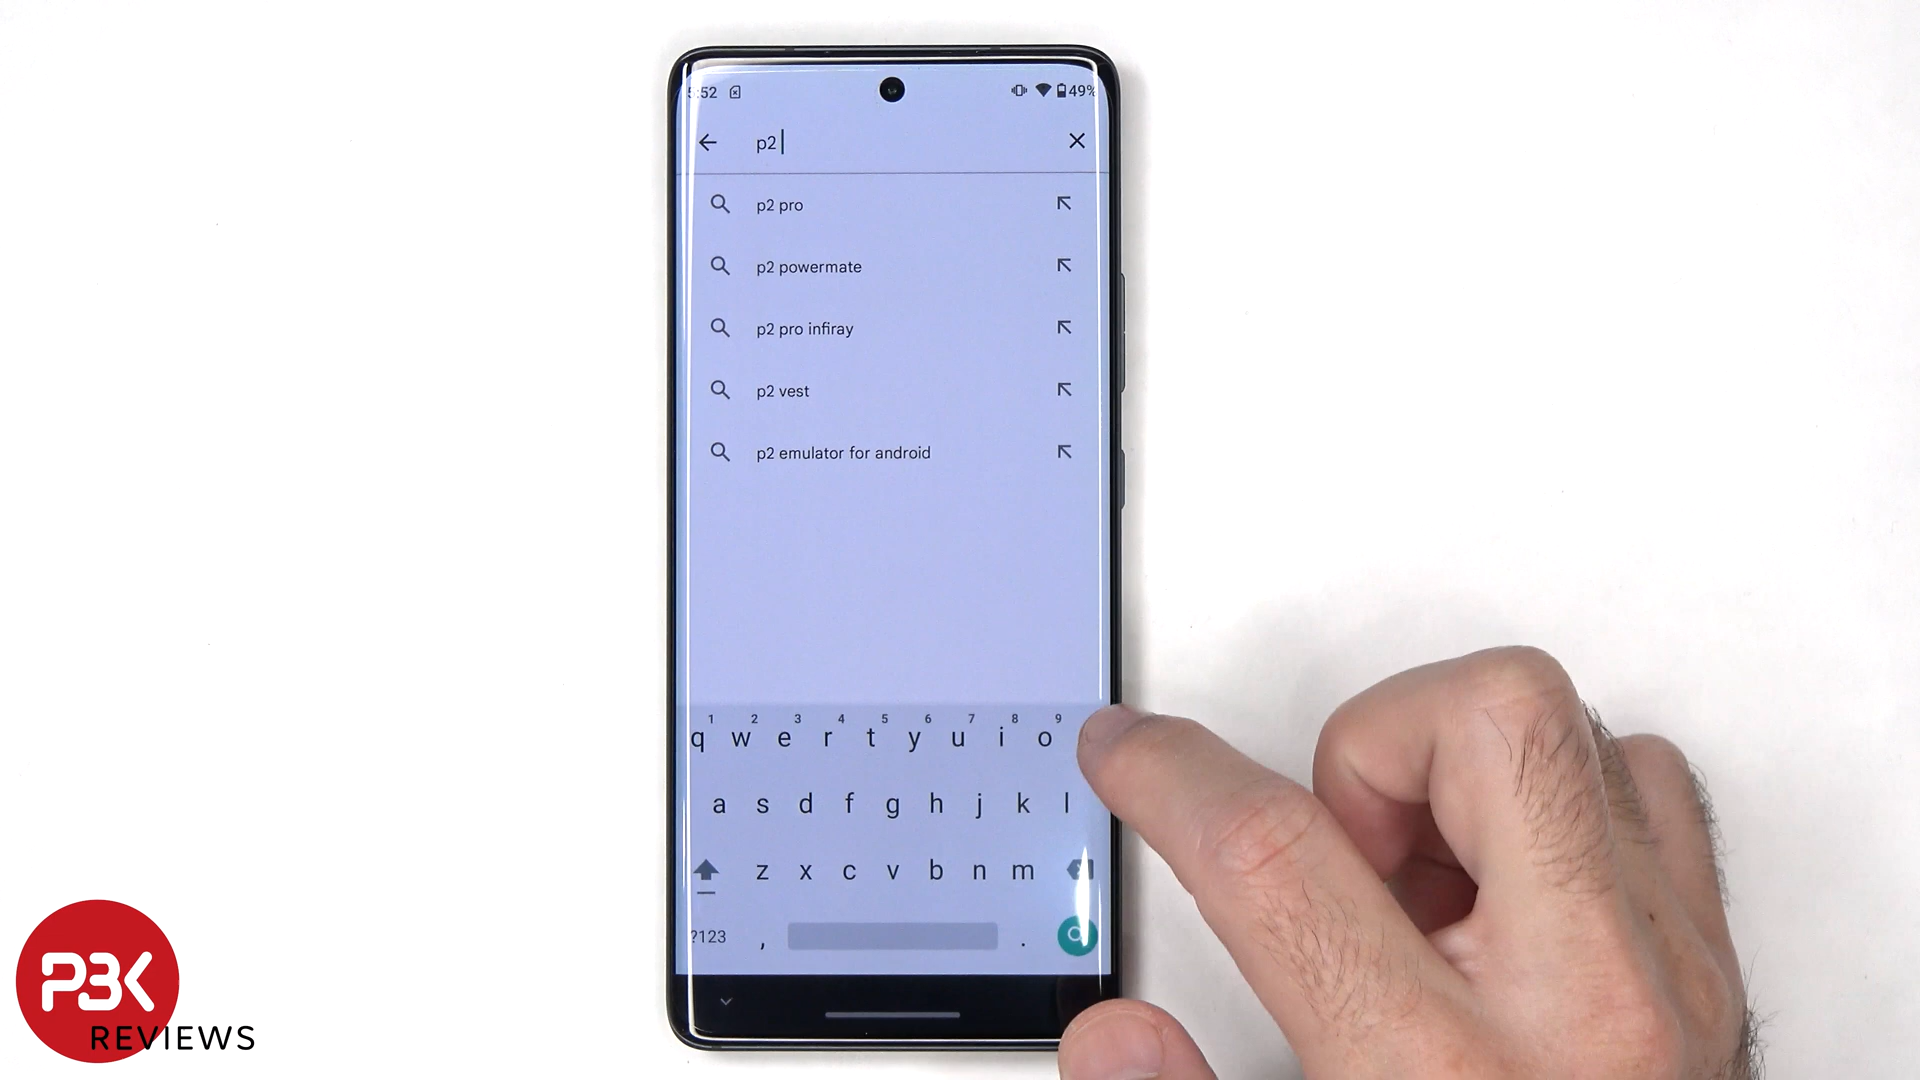 5:52 49%
p2
p2 pro
p2 powermate
p2 pro infiray
p2 vest
p2 emulator for android
1 2 3 4 5 6 7 8 9
q w e r t y u i o
a s d f g h j k l
z x c v b n m
?123 , .
P3K
REVIEWS